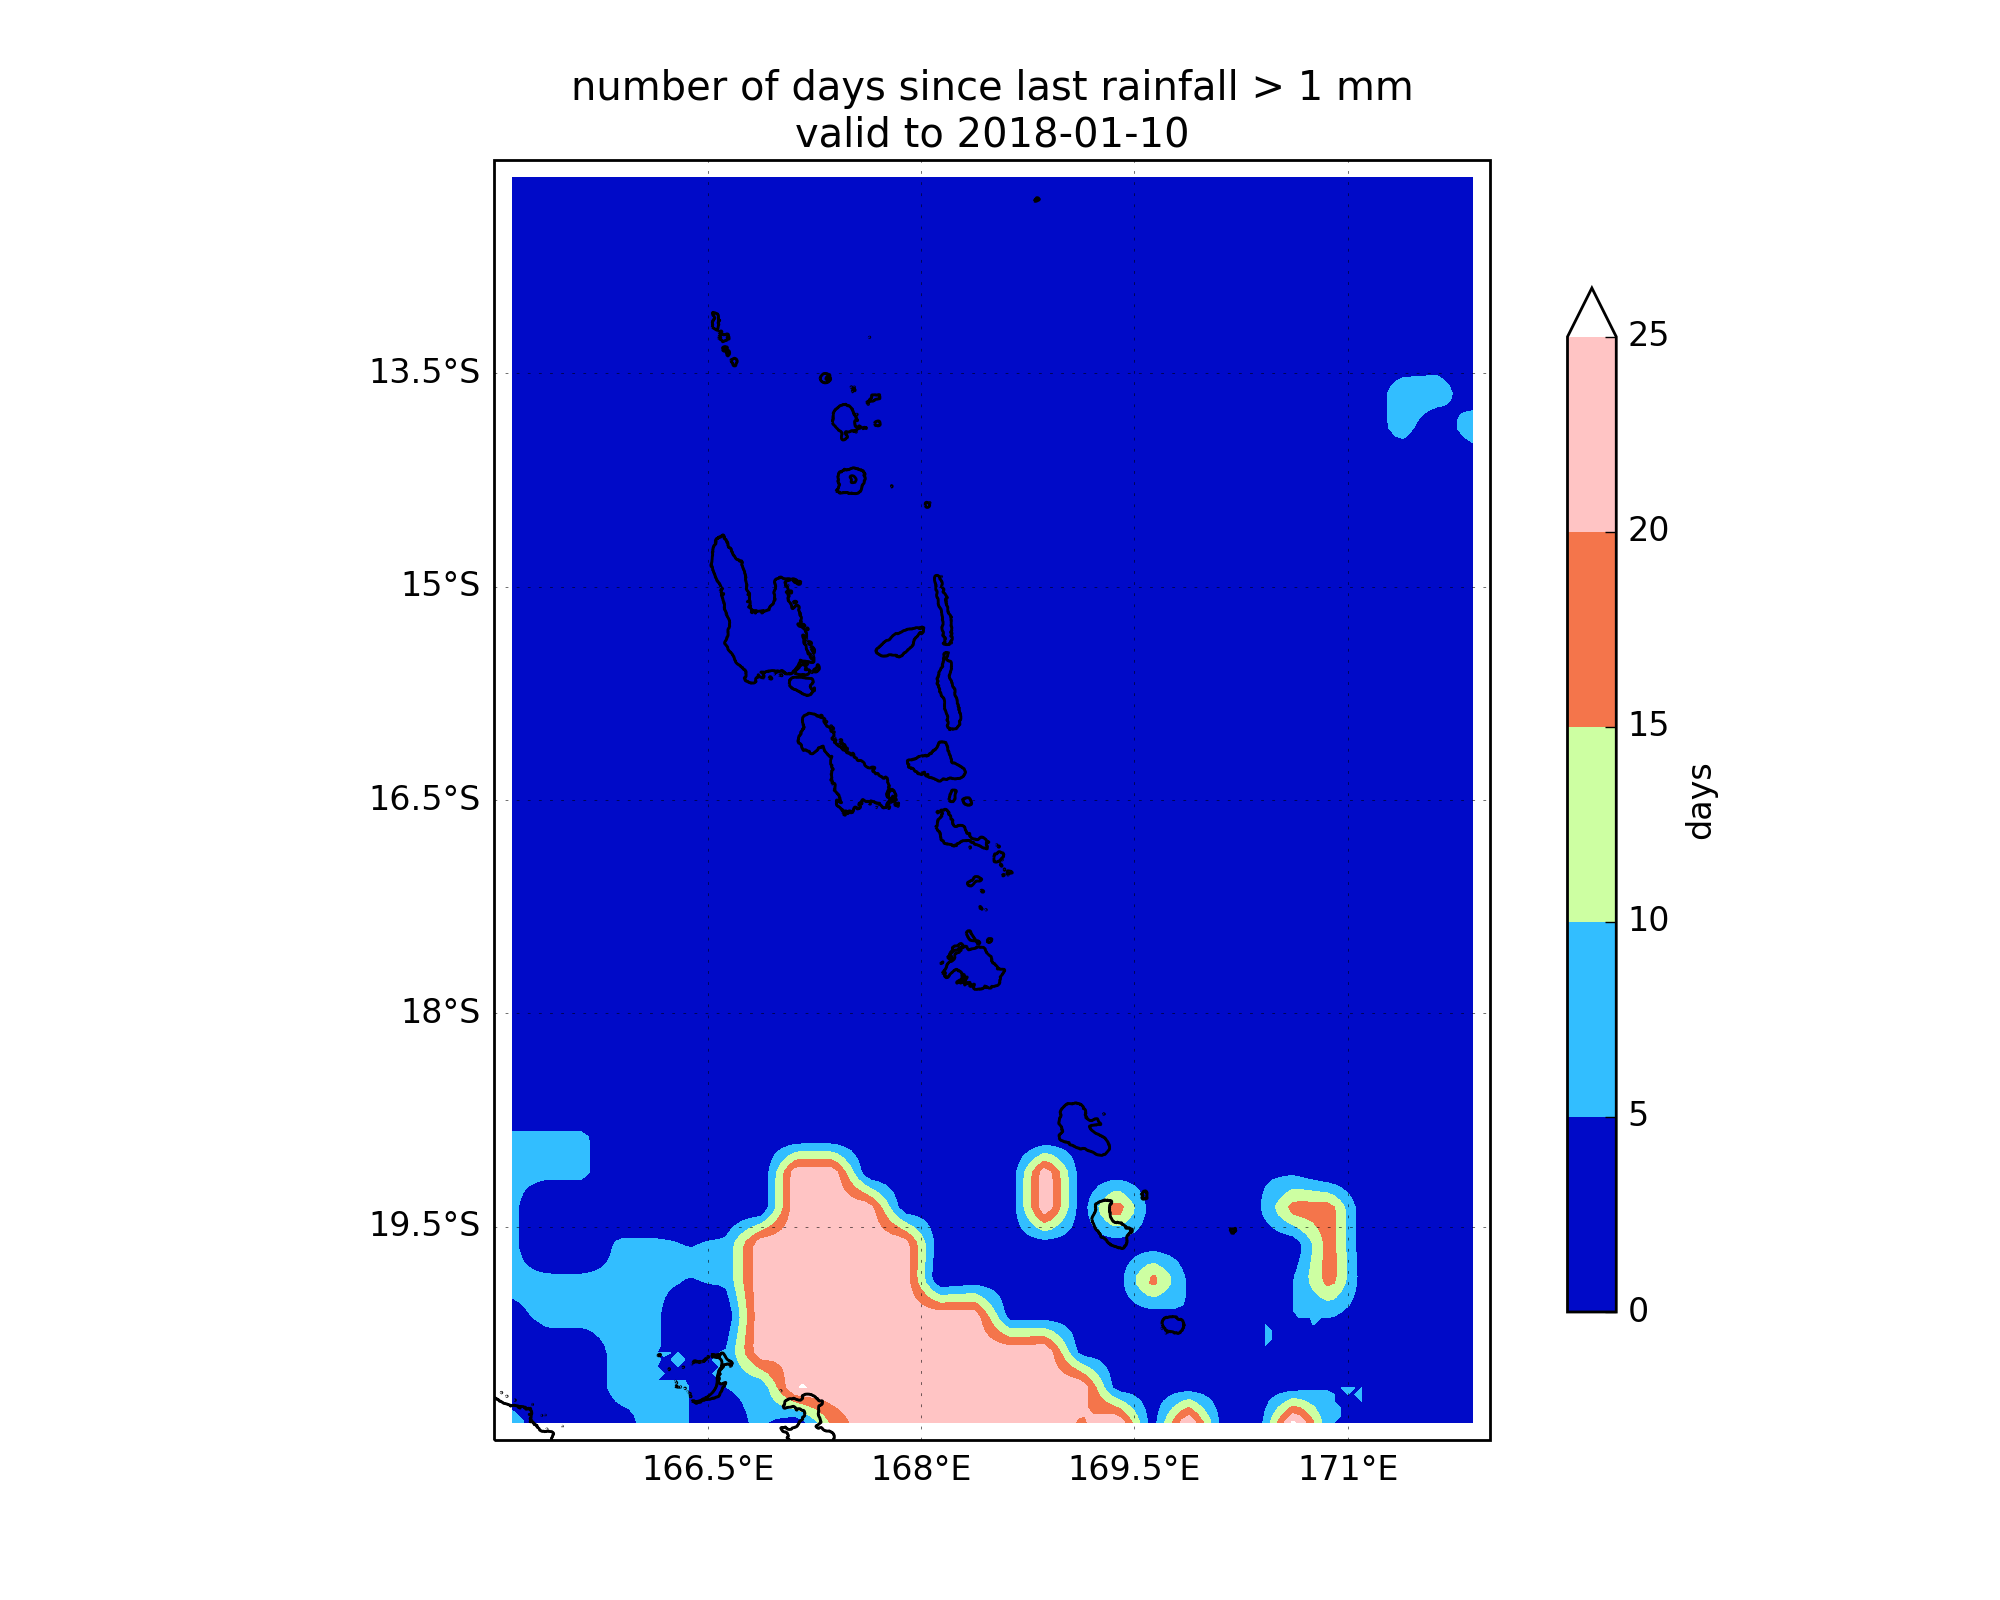 number of days since last rainfall > 1 mm
valid to 2018-01-10
13.5°S
15°S
16.5°S
18°S
19.5°S
166.5°E
168°E
169.5°E
171°E
25
20
15
10
5
0
days